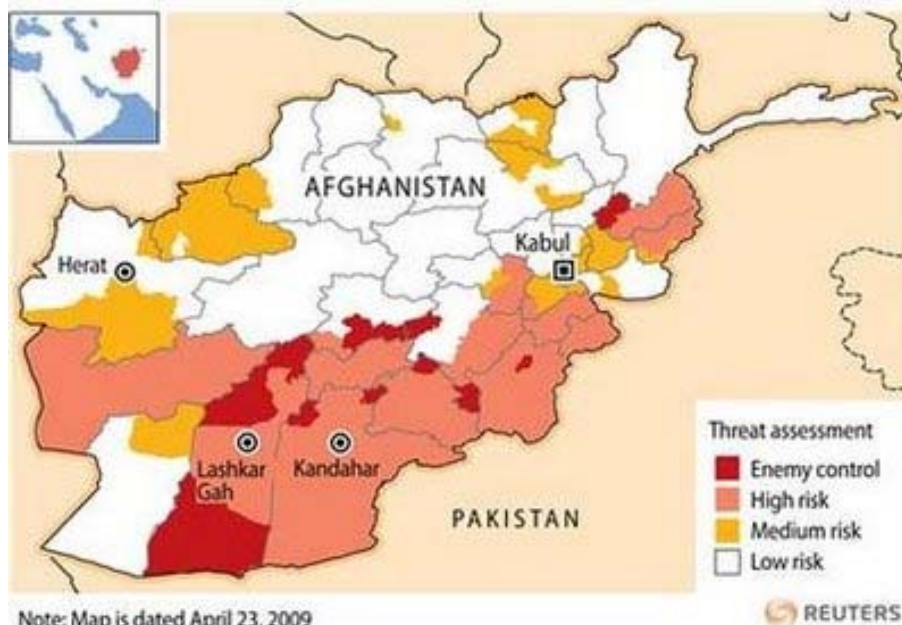 AFGHANISTAN
Kabul
Herat
Lashkar
Gah
Kandahar
PAKISTAN
Threat assessment
Enemy control
High risk
Medium risk
Low risk
Note: Map is dated April 23, 2009
REUTERS